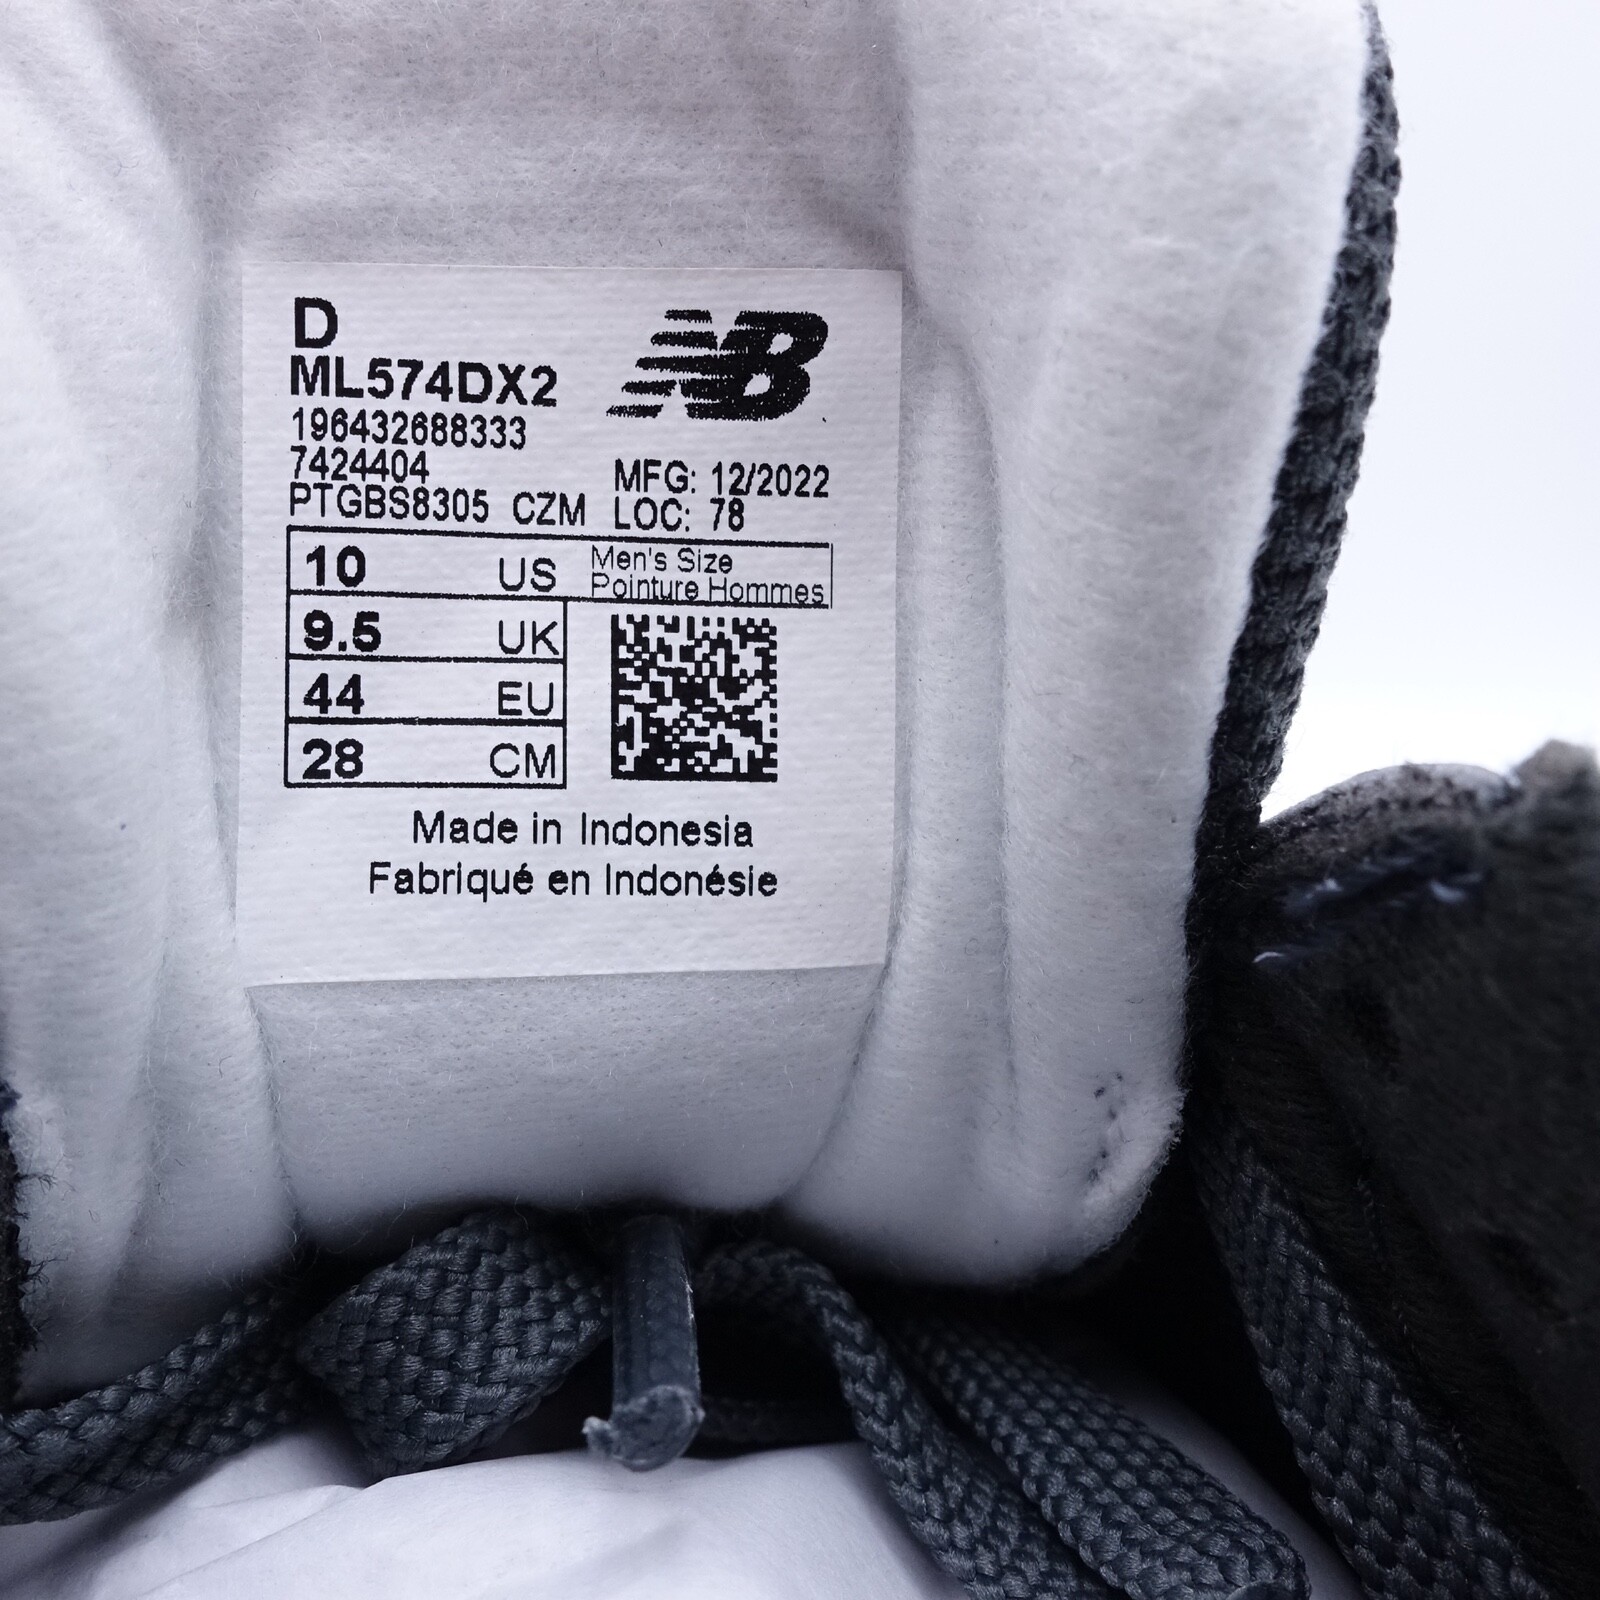 D
NB
ML574DX2
196432688333
7424404
MFG: 12/2022
PTGBS8305 CZM LOC: 78
10 US Men's Size
Pointure Hommes
9.5 UK
44 EU
28 CM
Made in Indonesia
Fabriqué en Indonésie